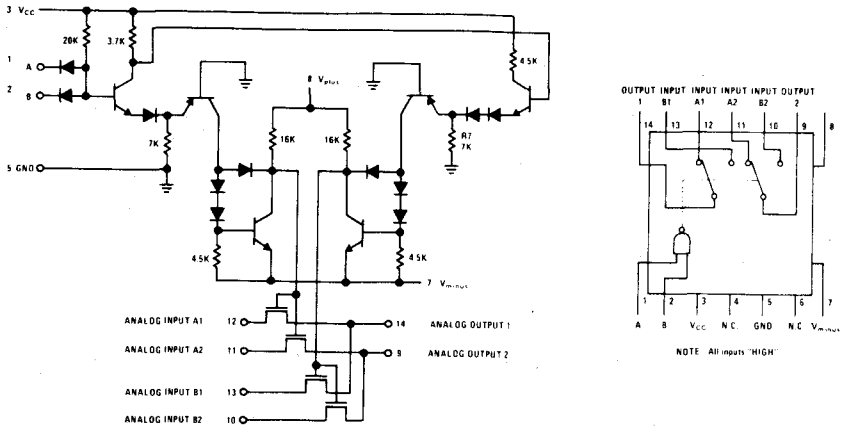 3 VCC
20K
3.7K
4.5K
1 A
2 B
8 Vplus
7K
16K
16K
R7
7K
5 GND
4.5K
4.5K
7 Vminus
ANALOG INPUT A1 12
14 ANALOG OUTPUT 1
ANALOG INPUT A2 11
9 ANALOG OUTPUT 2
ANALOG INPUT B1 13
ANALOG INPUT B2 10
OUTPUT INPUT INPUT INPUT INPUT OUTPUT
1 B1 A1 A2 B2 2
14 13 12 11 10 9 8
1 2 3 4 5 6 7
A B VCC N.C. GND N.C Vminus
NOTE All inputs "HIGH"